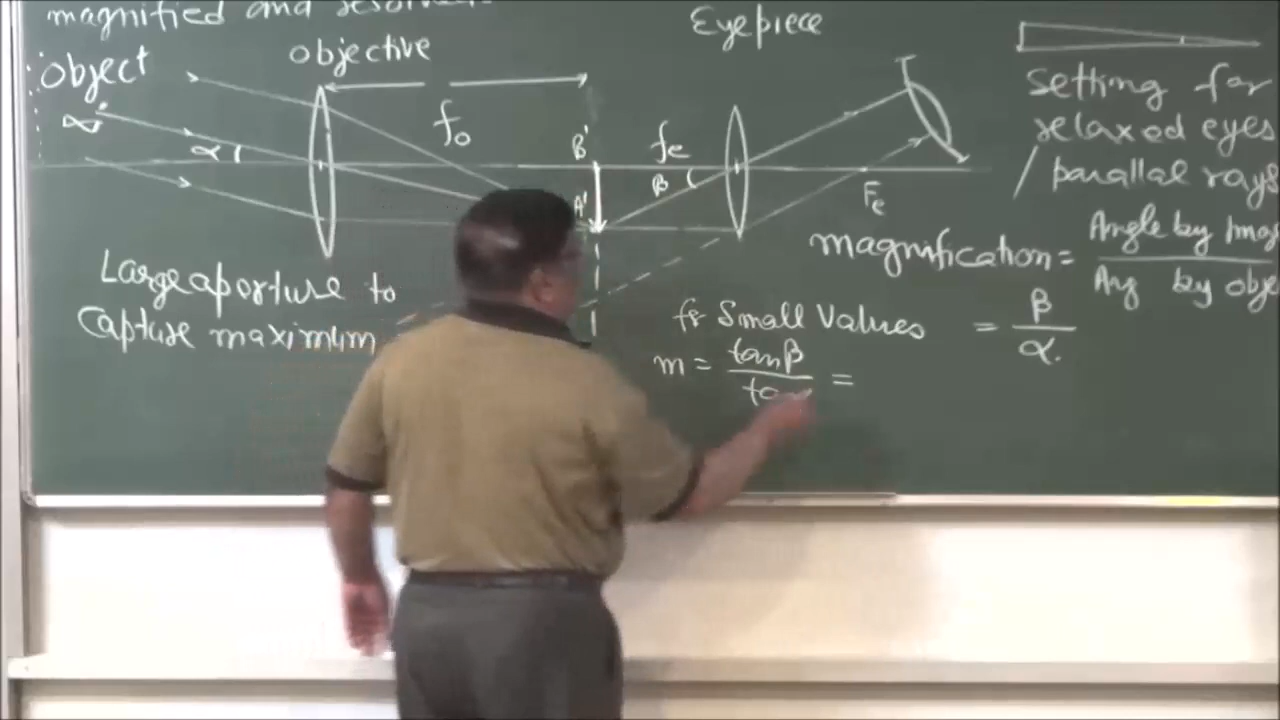 magnified and resolved.
Eyepiece
objective
object
∞
fo
α
B'
fe
β
A'
Fe
setting for
relaxed eyes
/ parallel rays
magnification = Angle by Imag
Ang by obje
= β
α.
Large aperture to
Capture maximum
for Small Values
m = tanβ =
ta